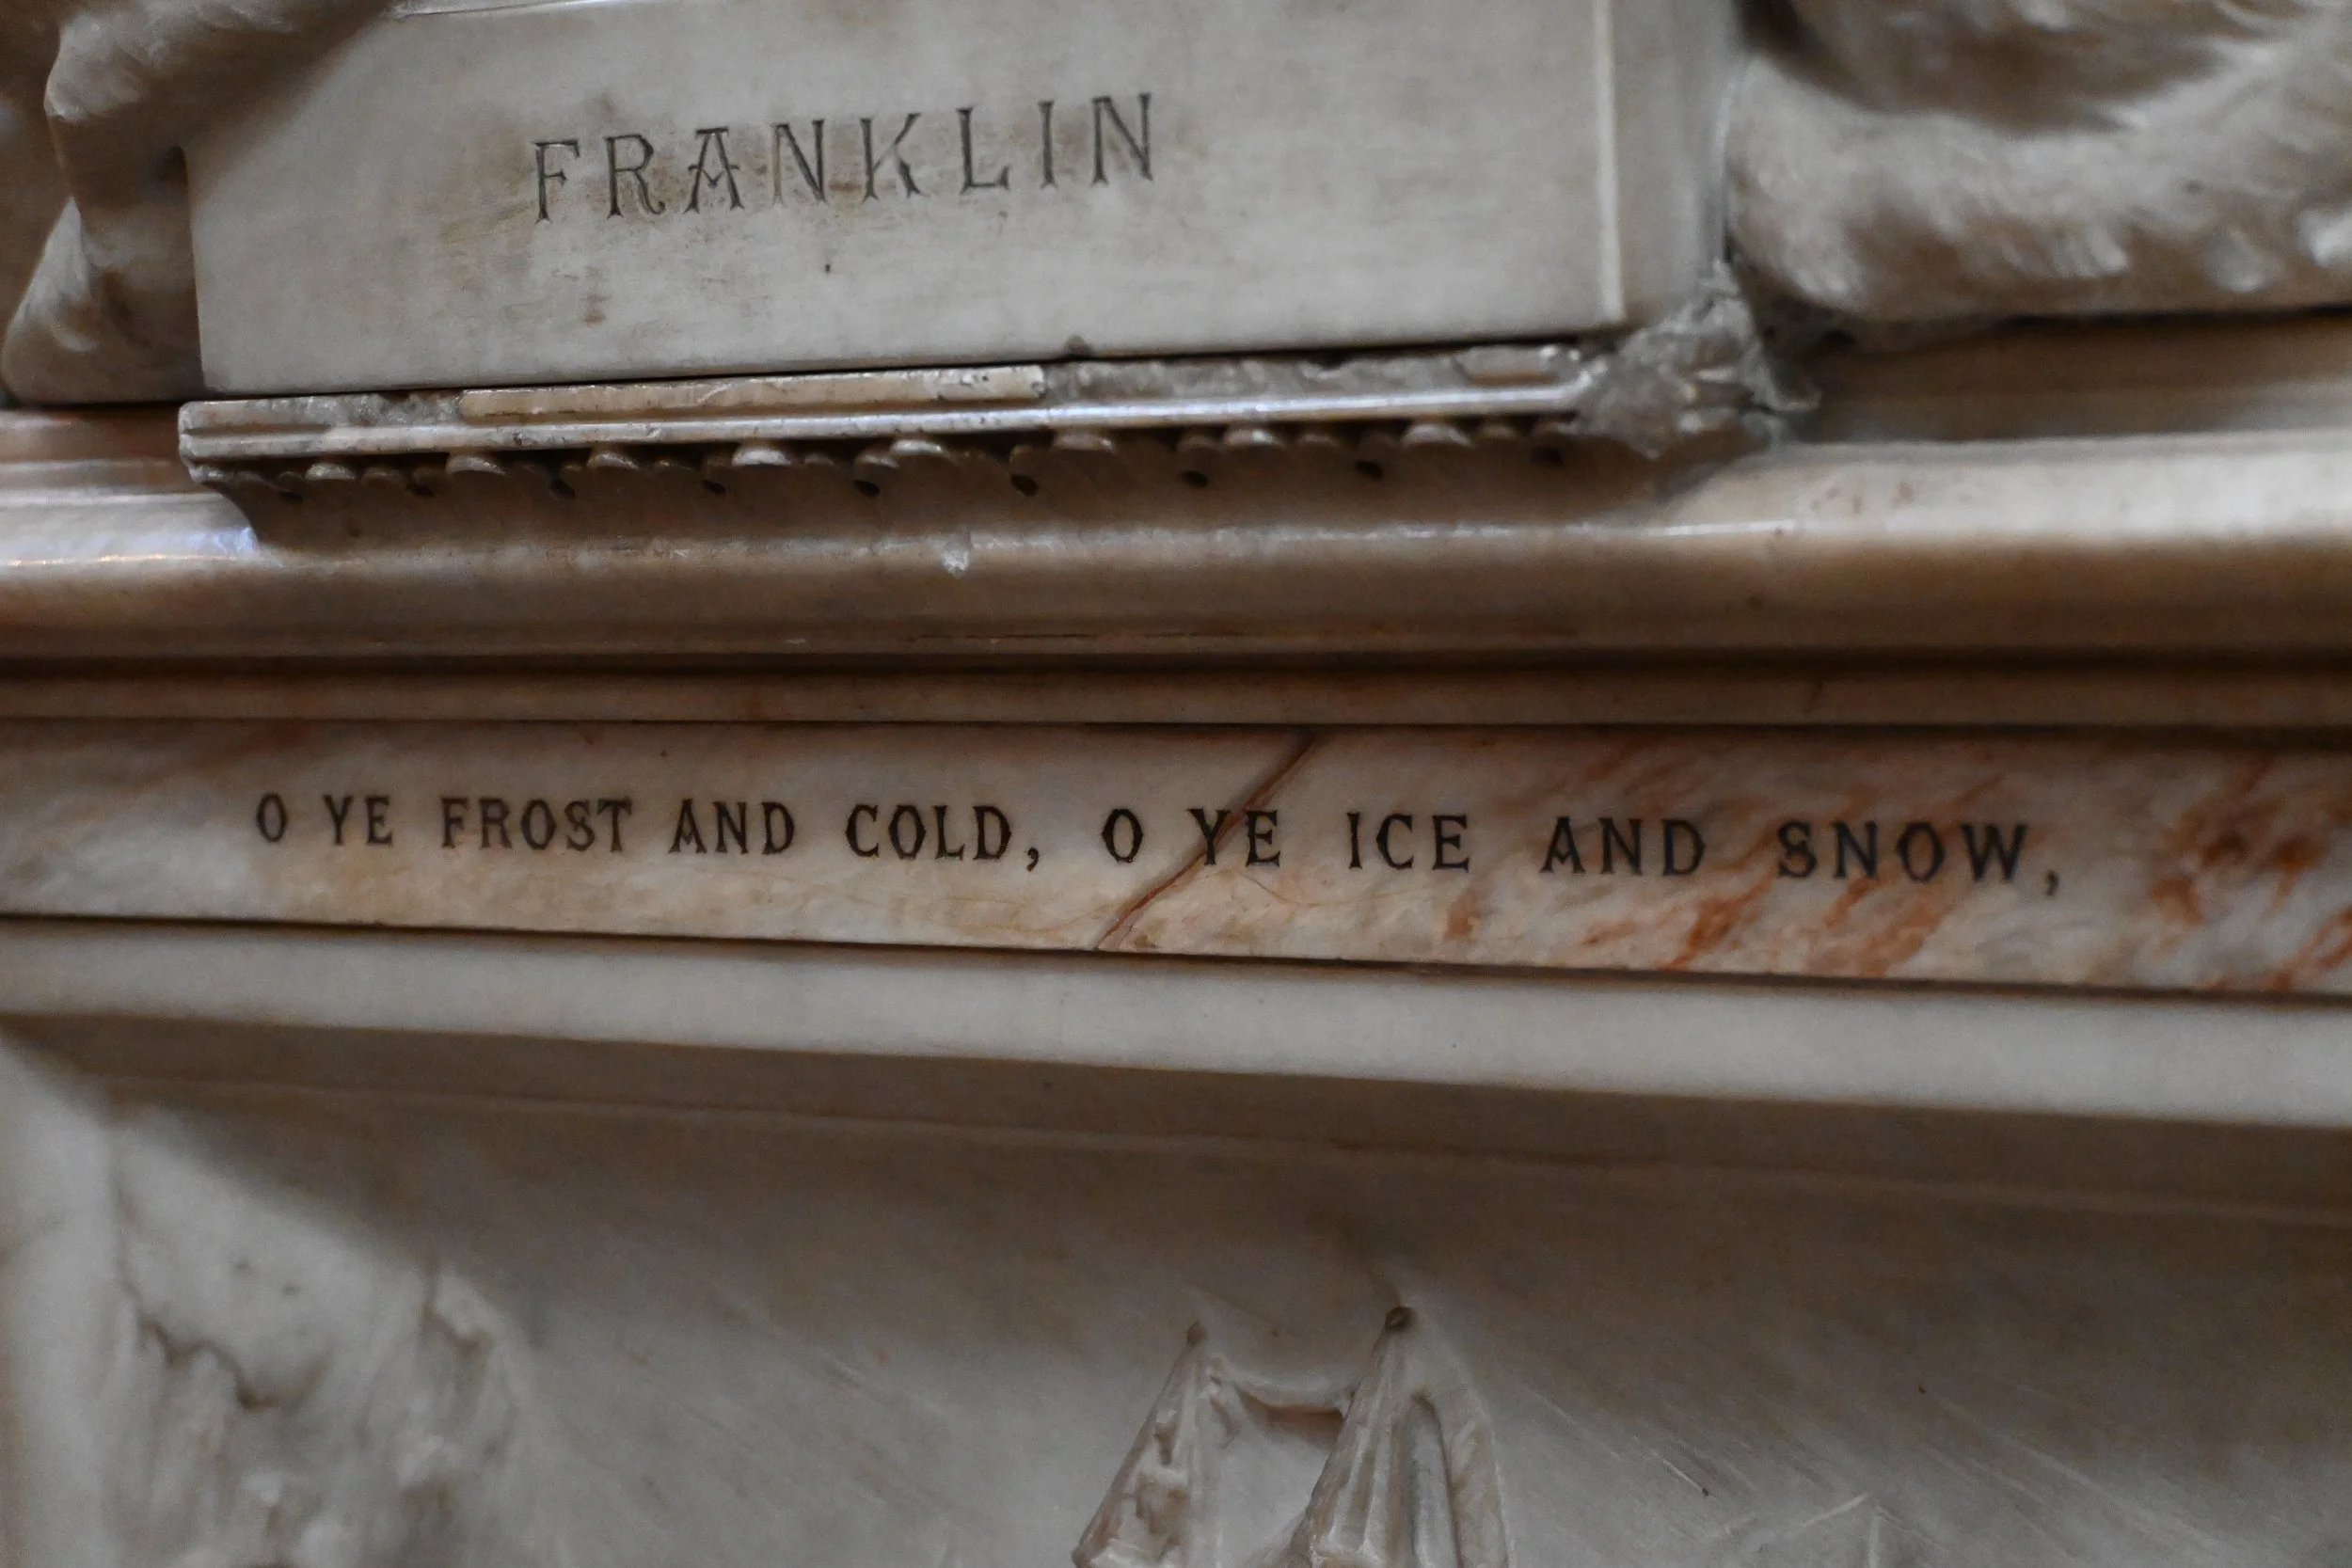 FRANKLIN
O YE FROST AND COLD, O YE ICE AND SNOW,